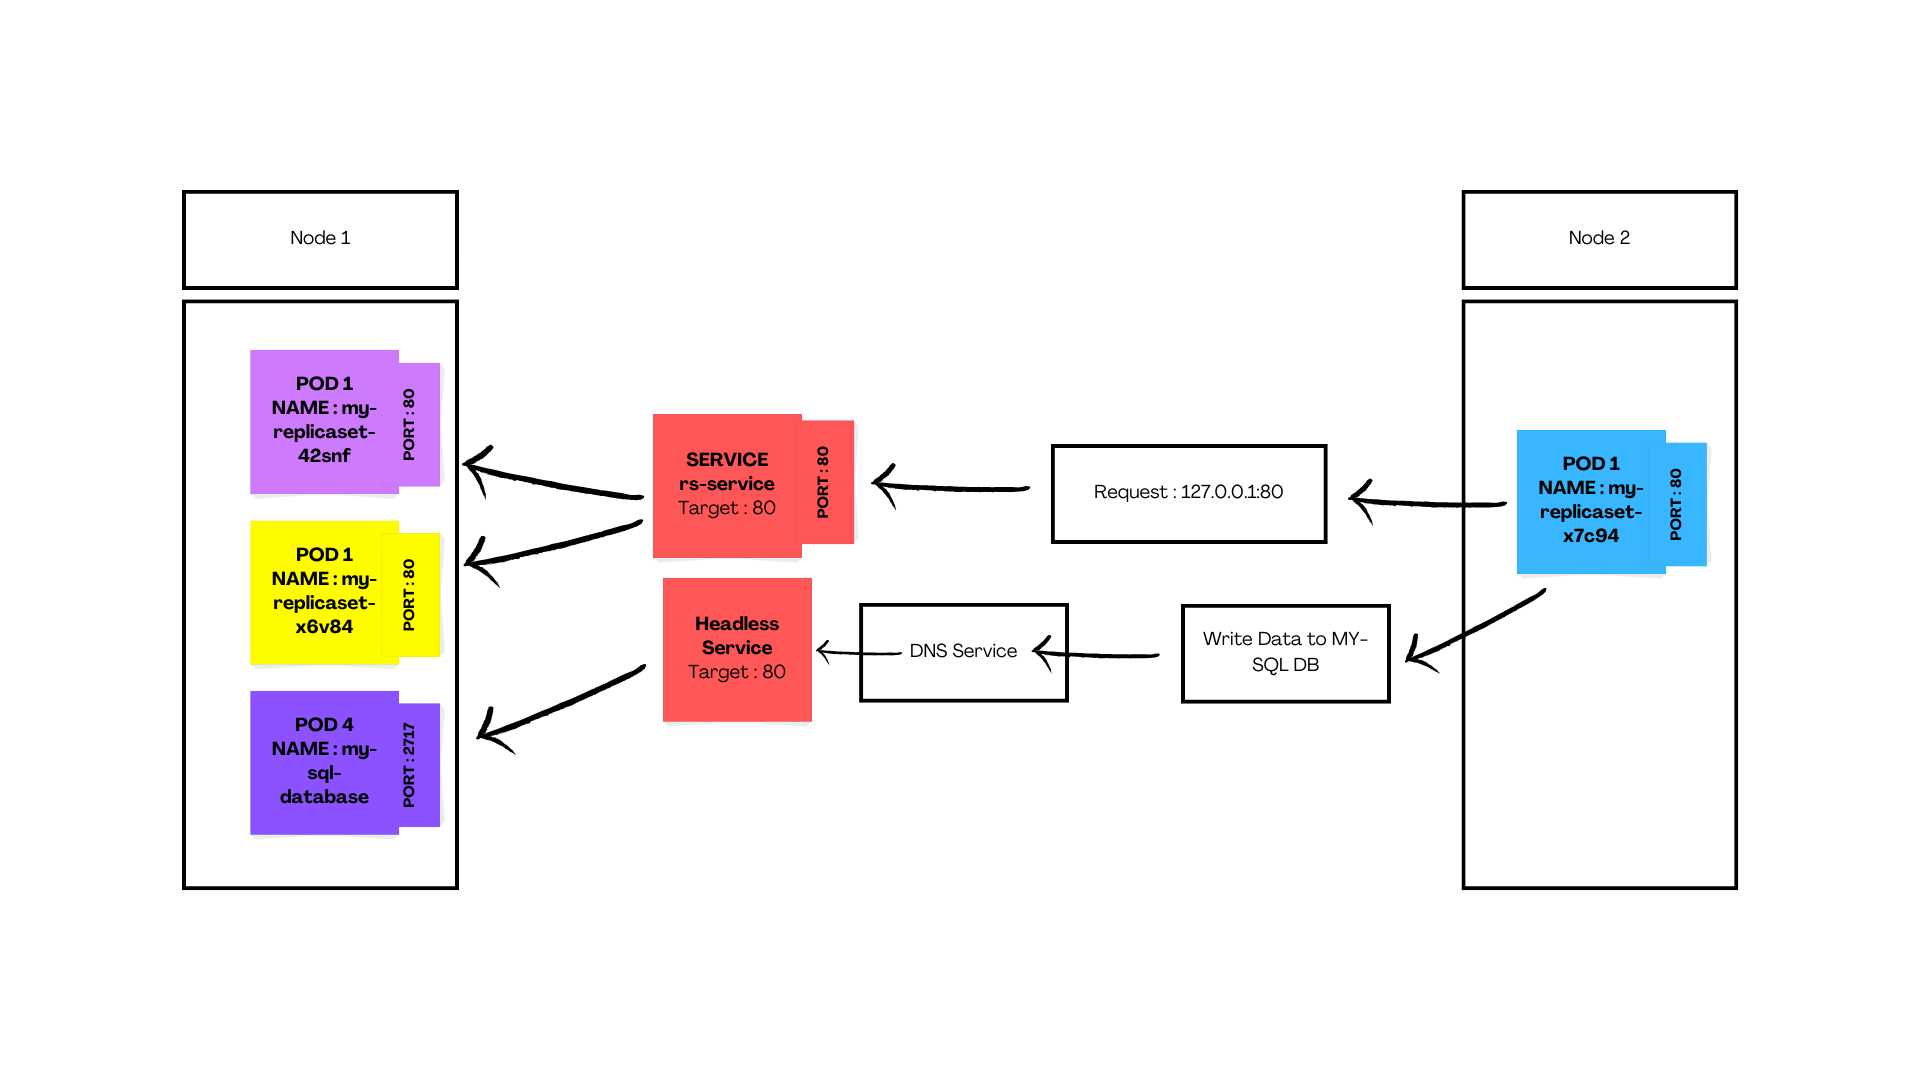 Node 1
Node 2
POD 1
NAME : my-
replicaset-
42snf
PORT : 80
POD 1
NAME : my-
replicaset-
x6v84
PORT : 80
POD 4
NAME : my-
sql-
database
PORT : 2717
SERVICE
rs-service
Target : 80
PORT : 80
Headless
Service
Target : 80
Request : 127.0.0.1:80
DNS Service
Write Data to MY-
SQL DB
POD 1
NAME : my-
replicaset-
x7c94
PORT : 80